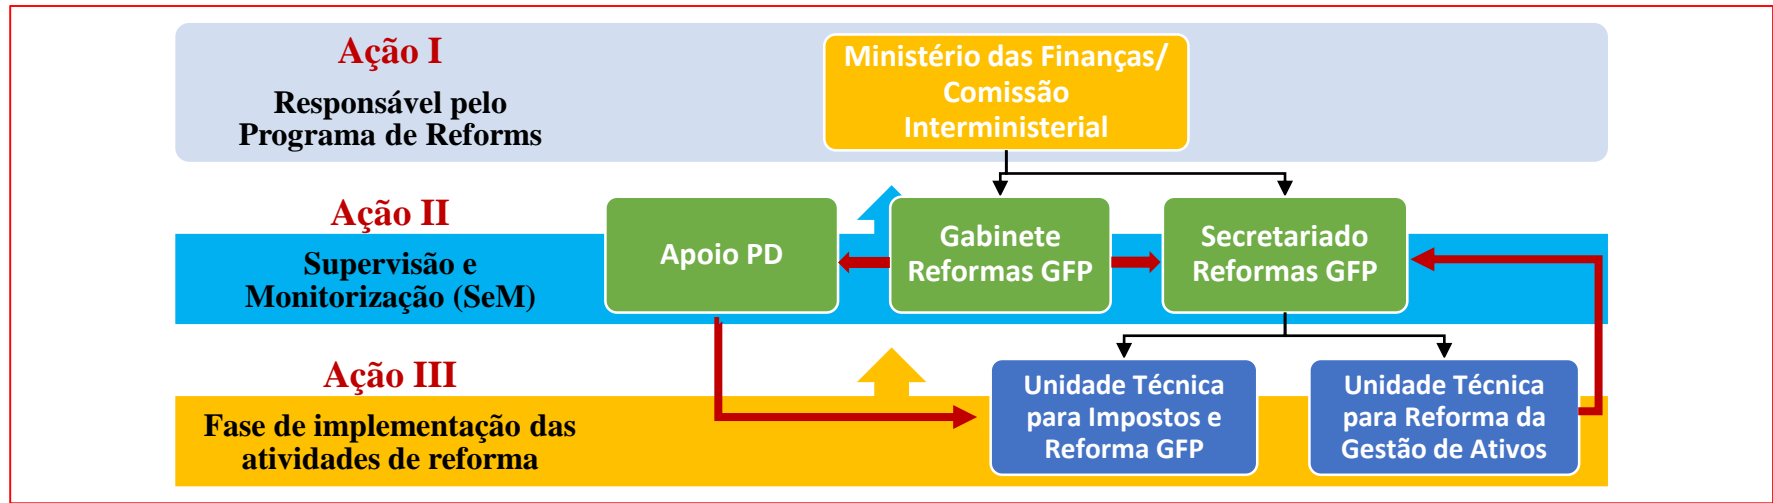 Ação I
Responsável pelo
Programa de Reforms
Ministério das Finanças/
Comissão
Interministerial
Ação II
Supervisão e
Monitorização (SeM)
Apoio PD
Gabinete
Reformas GFP
Secretariado
Reformas GFP
Ação III
Fase de implementação das
atividades de reforma
Unidade Técnica
para Impostos e
Reforma GFP
Unidade Técnica
para Reforma da
Gestão de Ativos